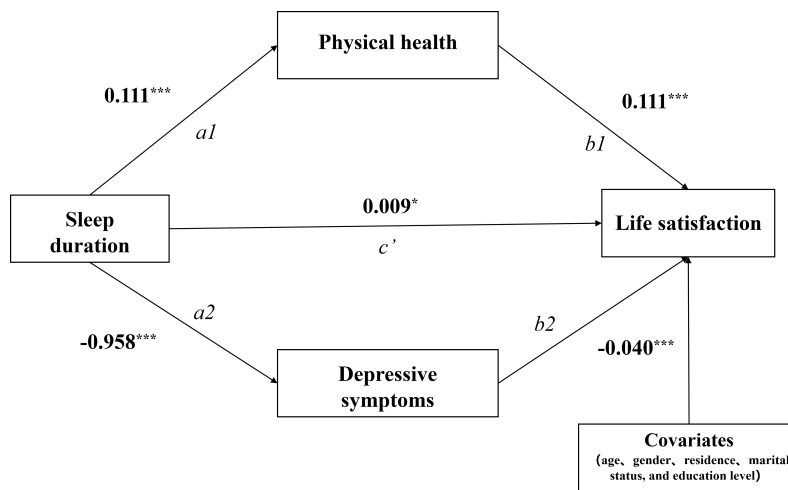 Physical health
0.111***
0.111***
a1
b1
Sleep
duration
0.009*
c’
Life satisfaction
a2
b2
-0.958***
-0.040***
Depressive
symptoms
Covariates
（age、gender、residence、marital
status, and education level）